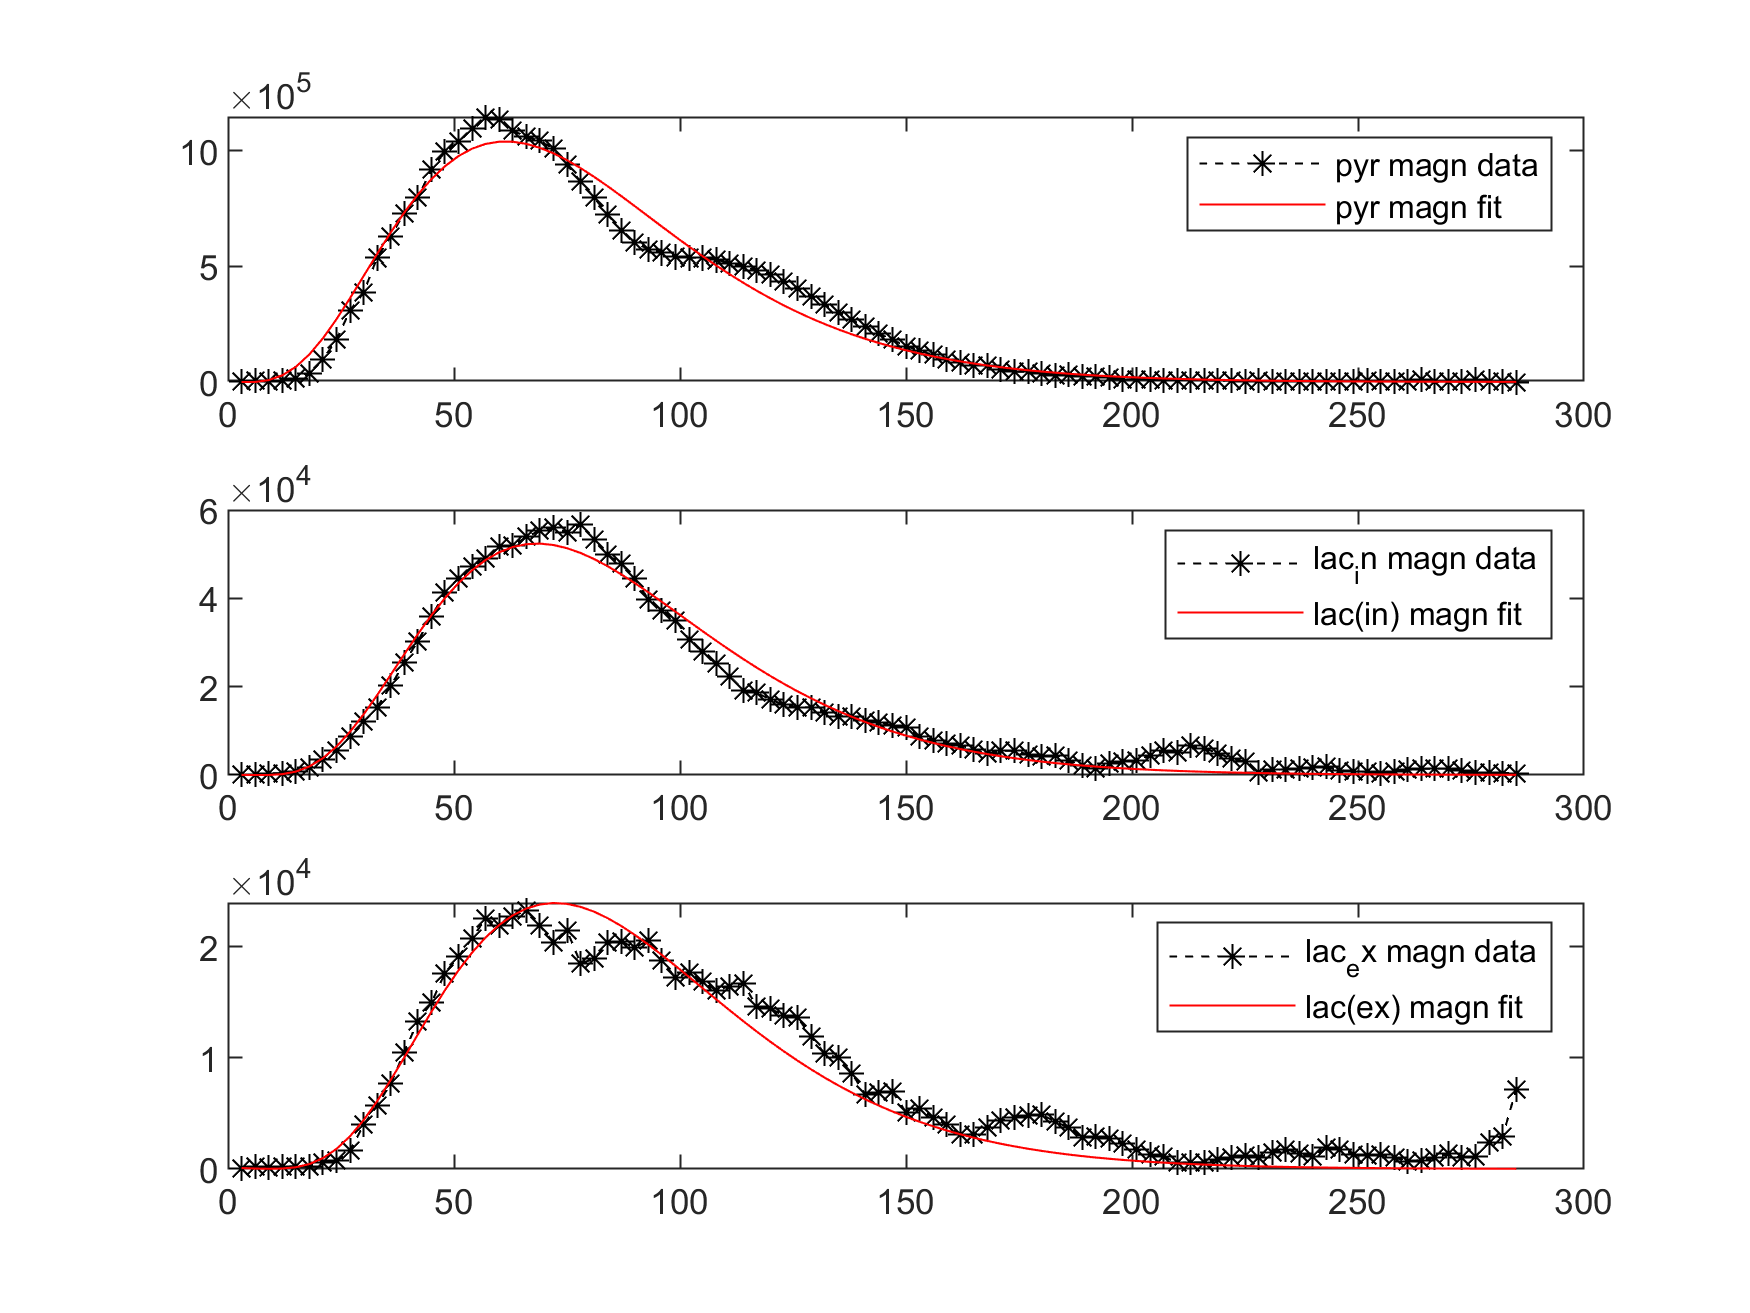 ×10^5
10
5
0
0 50 100 150 200 250 300
pyr magn data
pyr magn fit
×10^4
6
4
2
0
0 50 100 150 200 250 300
lac_in magn data
lac(in) magn fit
×10^4
2
1
0
0 50 100 150 200 250 300
lac_ex magn data
lac(ex) magn fit